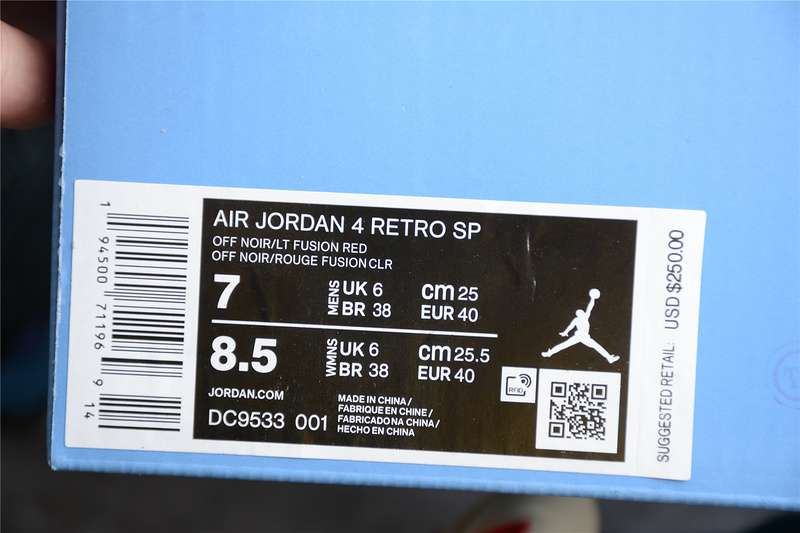 1 94500 71196 9 14
AIR JORDAN 4 RETRO SP
OFF NOIR/LT FUSION RED
OFF NOIR/ROUGE FUSIONCLR
7 MENS UK 6 cm 25
BR 38 EUR 40
8.5 WMNS UK 6 cm 25.5
BR 38 EUR 40
JORDAN.COM
DC9533 001
MADE IN CHINA /
FABRIQUE EN CHINE /
FABRICADO NA CHINA /
HECHO EN CHINA
RFID
SUGGESTED RETAIL: USD $250.00